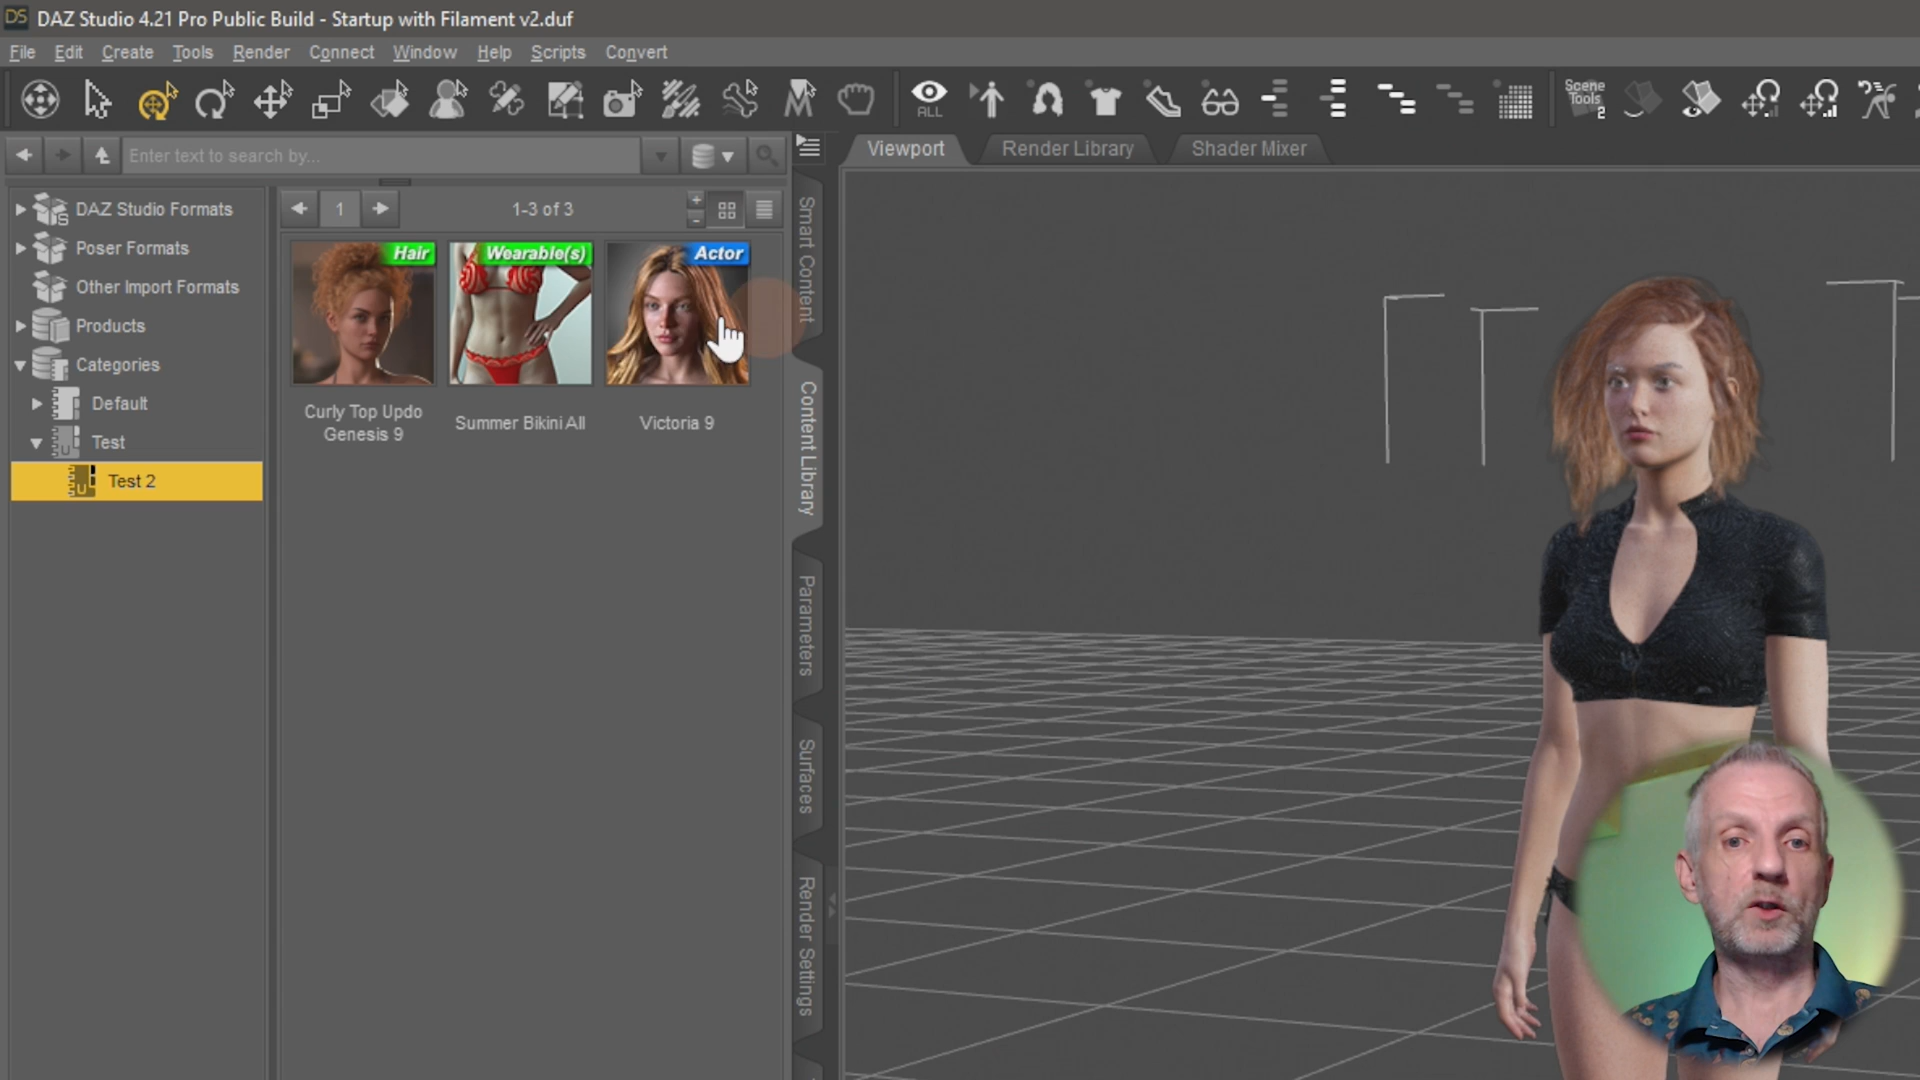 DS DAZ Studio 4.21 Pro Public Build - Startup with Filament v2.duf
File Edit Create Tools Render Connect Window Help Scripts Convert
ALL
Scene
Tools
2
Enter text to search by...
Viewport
Render Library
Shader Mixer
DAZ Studio Formats
Poser Formats
Other Import Formats
Products
Categories
Default
Test
Test 2
1
1-3 of 3
Hair
Wearable(s)
Actor
Curly Top Updo
Genesis 9
Summer Bikini All
Victoria 9
Smart Content
Content Library
Parameters
Surfaces
Render Settings